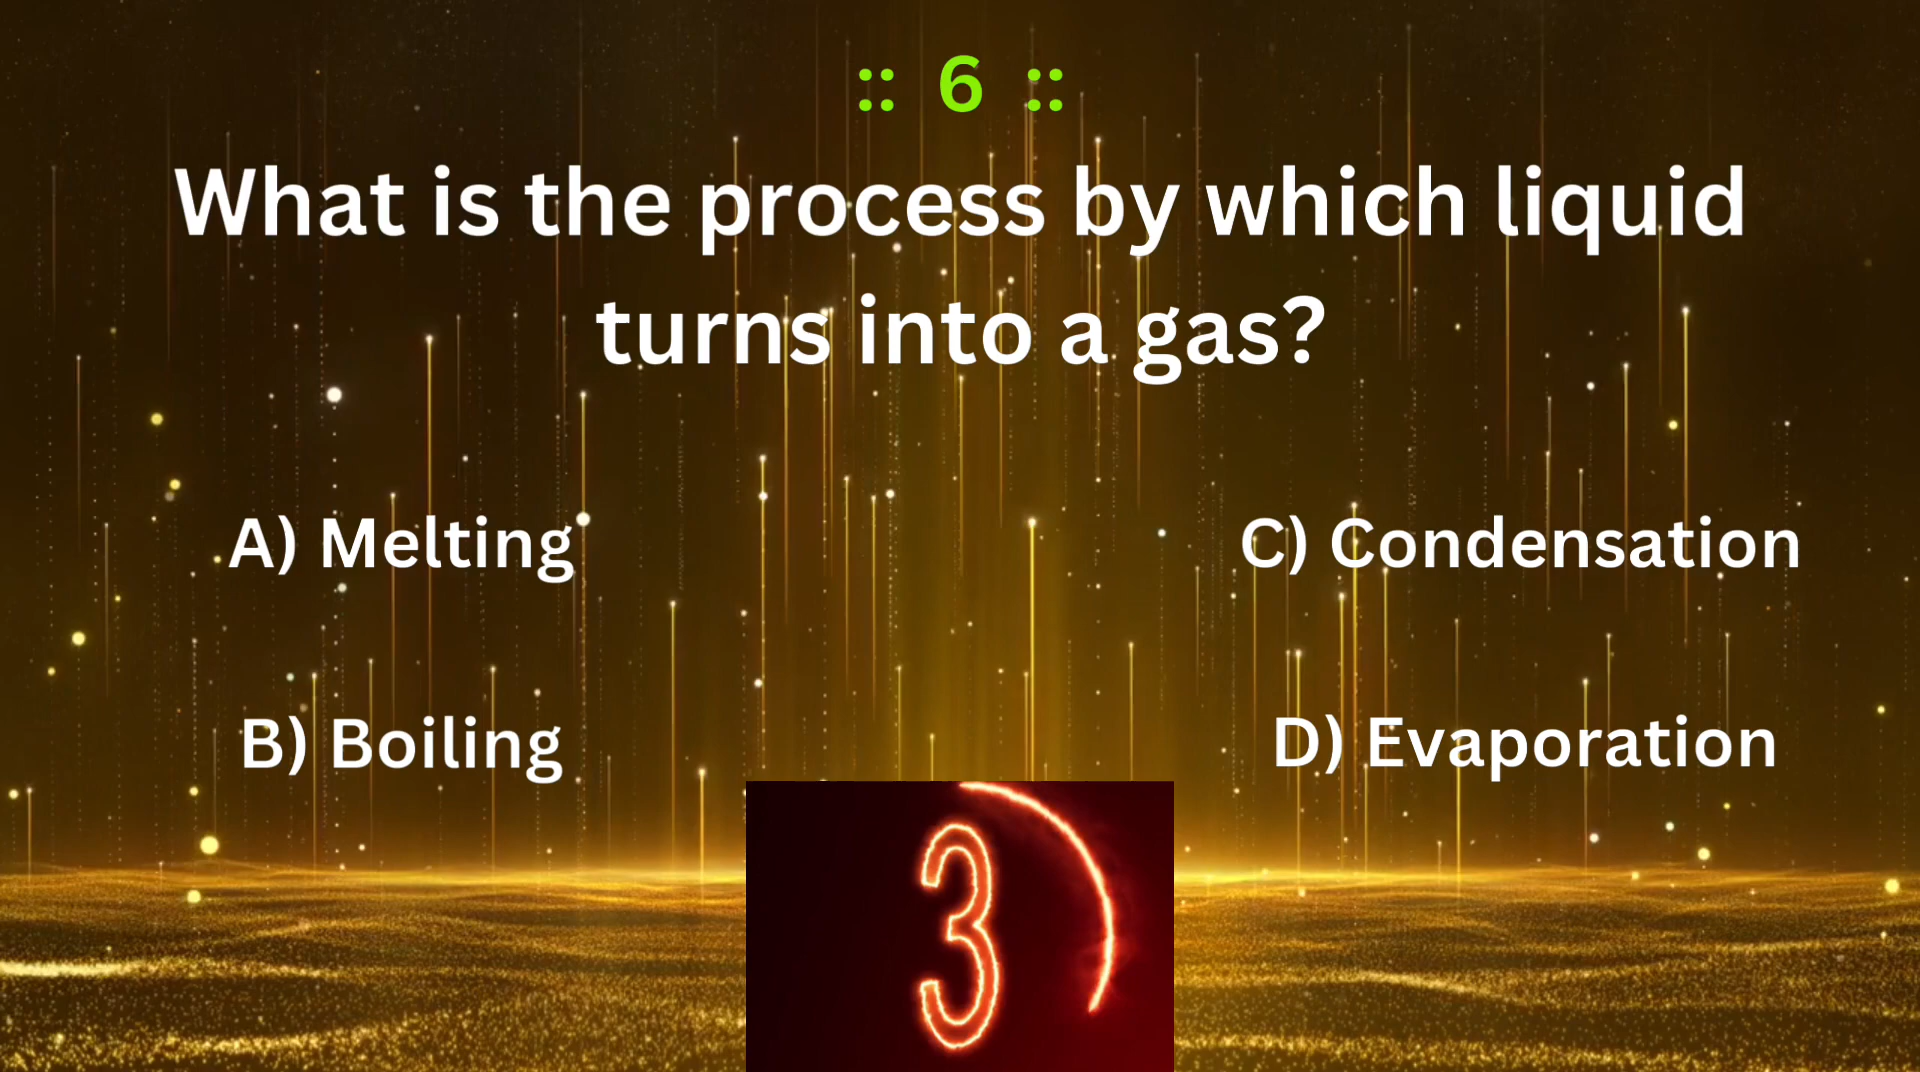 :: 6 ::
What is the process by which liquid
turns into a gas?
A) Melting
B) Boiling
C) Condensation
D) Evaporation
3